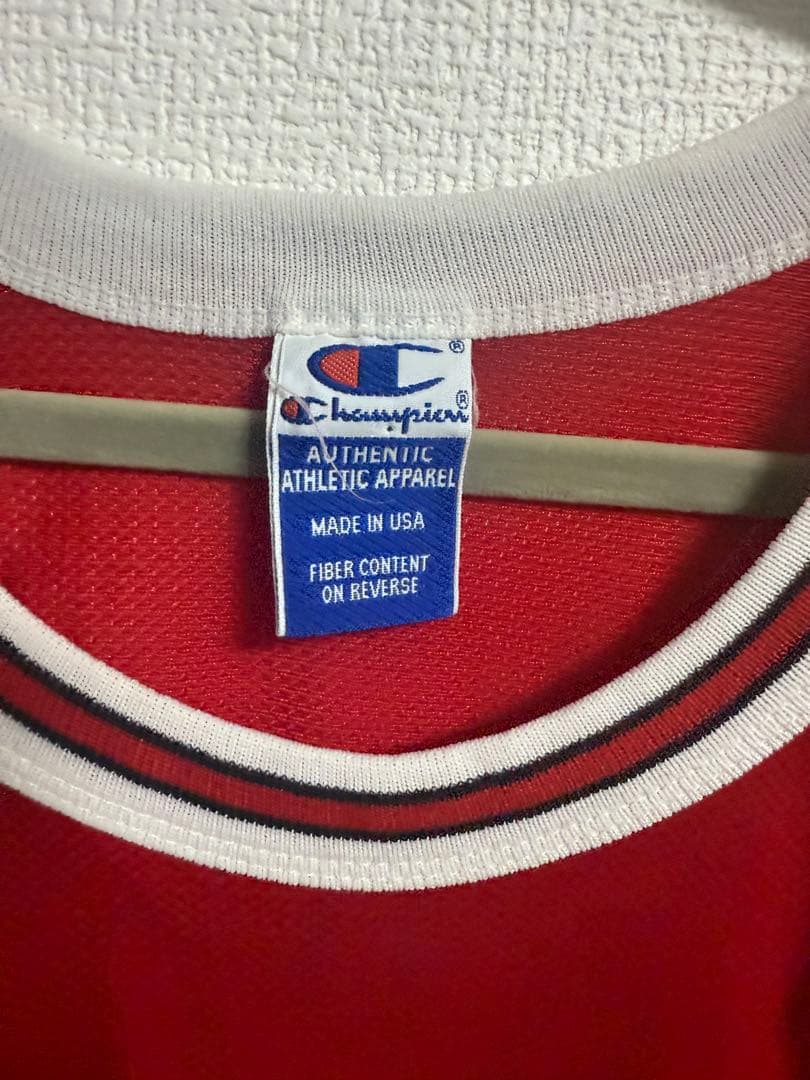 ®
Champion®
AUTHENTIC
ATHLETIC APPAREL
MADE IN USA
FIBER CONTENT
ON REVERSE